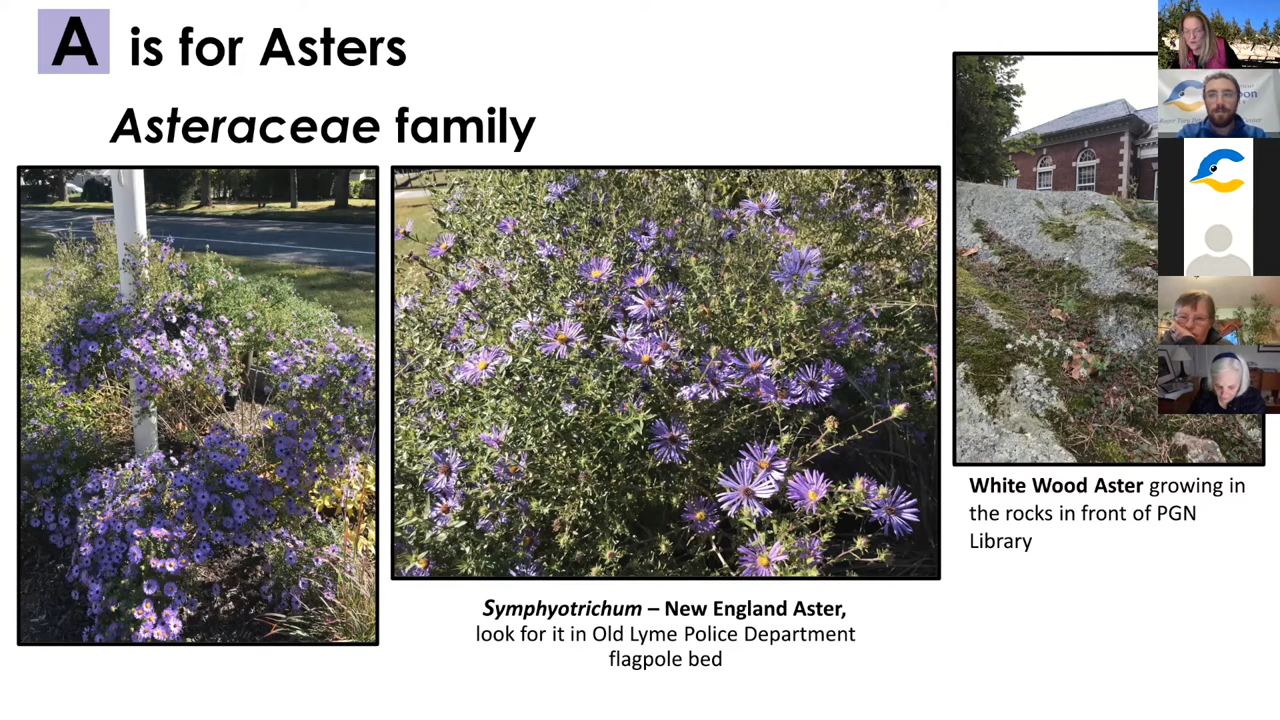 A is for Asters
Asteraceae family
Symphyotrichum – New England Aster,
look for it in Old Lyme Police Department
flagpole bed
White Wood Aster growing in
the rocks in front of PGN
Library